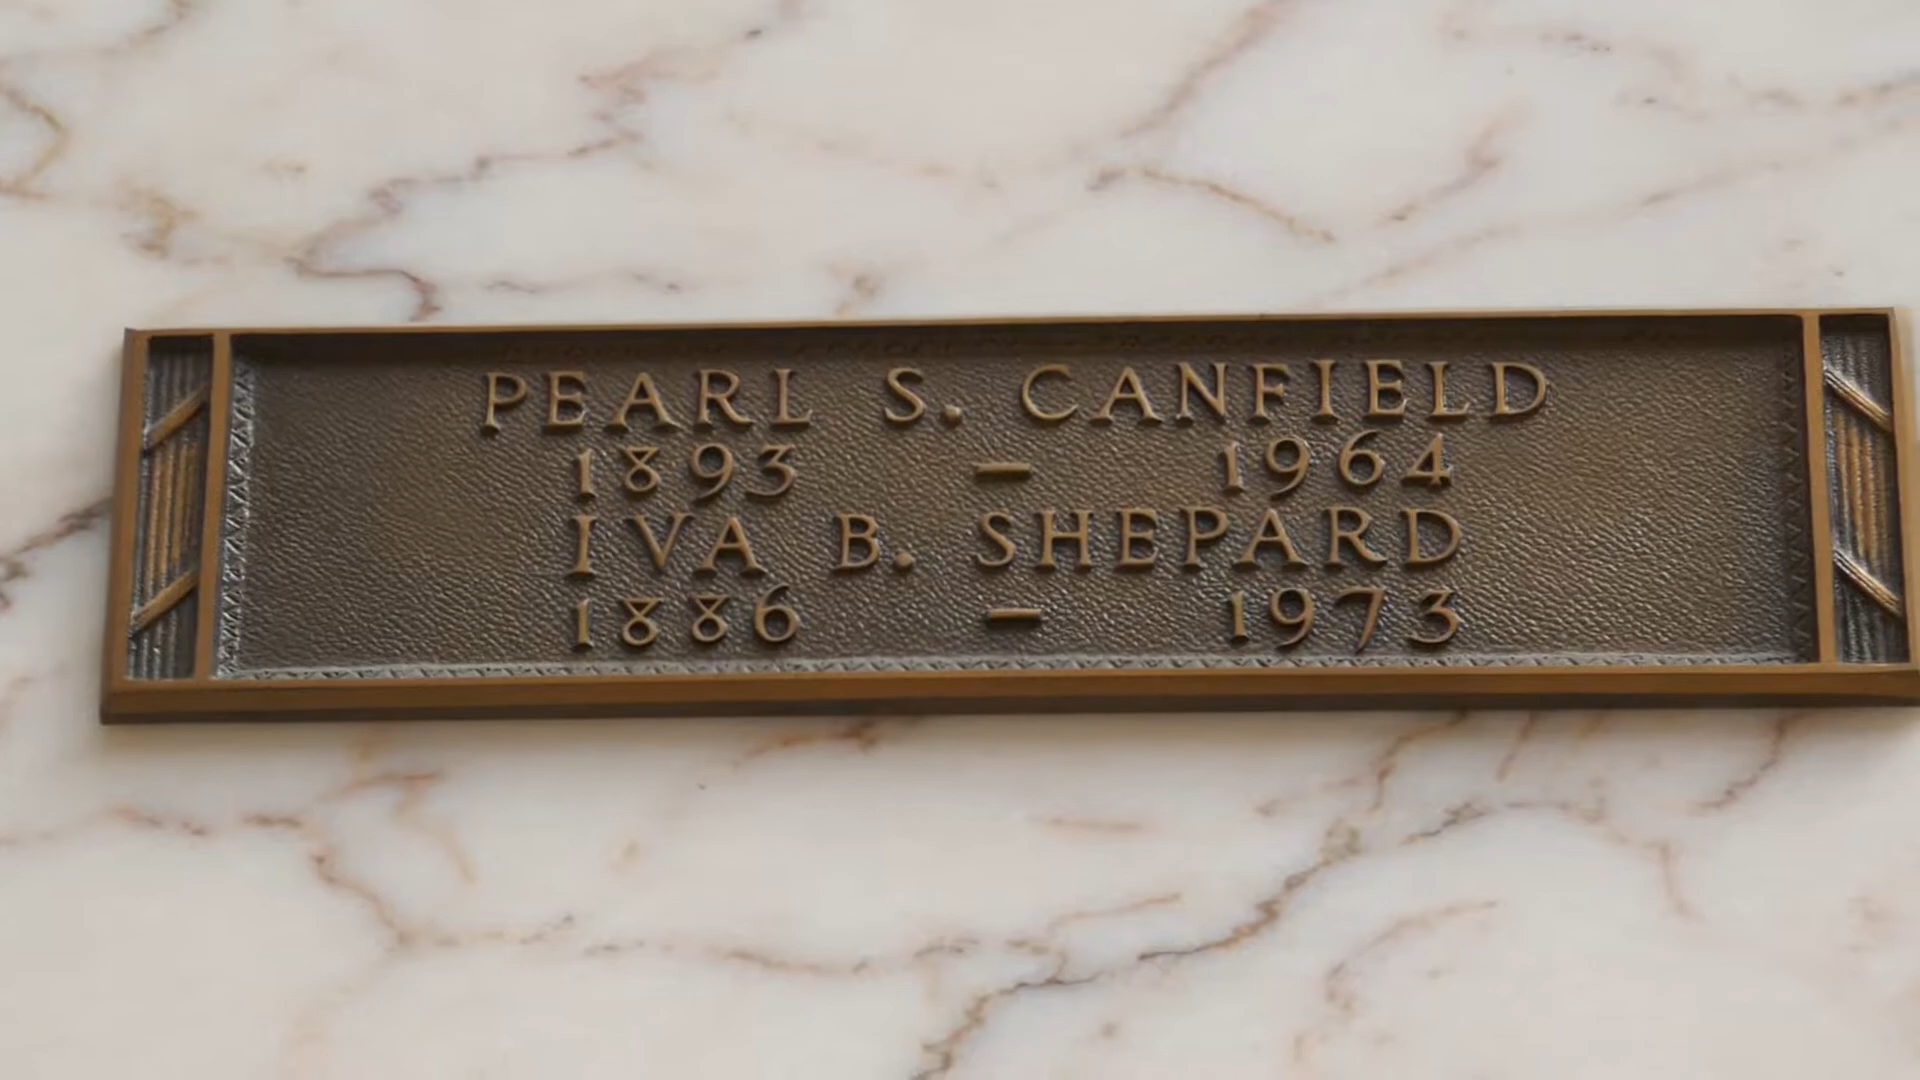 PEARL S. CANFIELD
1893 – 1964
IVA B. SHEPARD
1886 – 1973